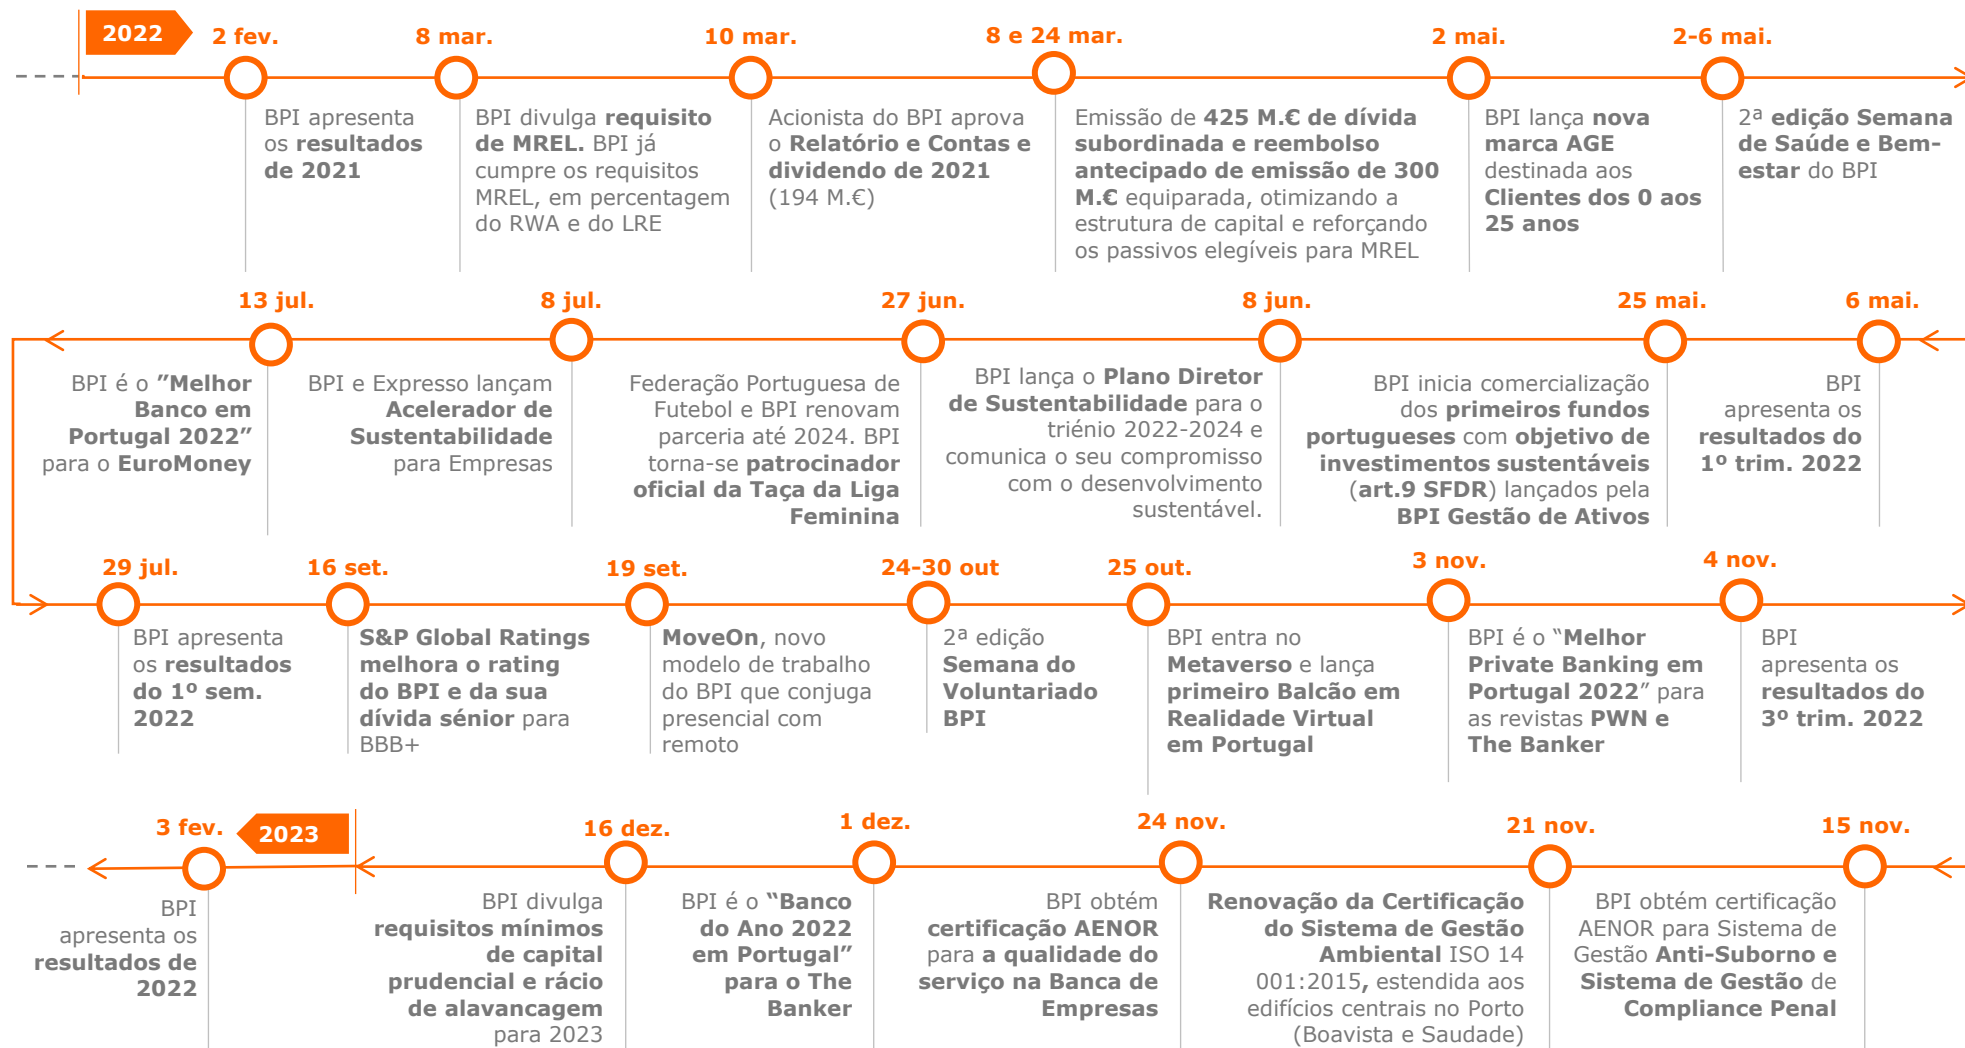 2022
2 fev.
BPI apresenta
os resultados
de 2021
8 mar.
BPI divulga requisito
de MREL. BPI já
cumpre os requisitos
MREL, em percentagem
do RWA e do LRE
10 mar.
Acionista do BPI aprova
o Relatório e Contas e
dividendo de 2021
(194 M.€)
8 e 24 mar.
Emissão de 425 M.€ de dívida
subordinada e reembolso
antecipado de emissão de 300
M.€ equiparada, otimizando a
estrutura de capital e reforçando
os passivos elegíveis para MREL
2 mai.
BPI lança nova
marca AGE
destinada aos
Clientes dos 0 aos
25 anos
2-6 mai.
2ª edição Semana
de Saúde e Bem-
estar do BPI
6 mai.
BPI
apresenta os
resultados do
1º trim. 2022
25 mai.
BPI inicia comercialização
dos primeiros fundos
portugueses com objetivo de
investimentos sustentáveis
(art.9 SFDR) lançados pela
BPI Gestão de Ativos
8 jun.
BPI lança o Plano Diretor
de Sustentabilidade para o
triénio 2022-2024 e
comunica o seu compromisso
com o desenvolvimento
sustentável.
27 jun.
Federação Portuguesa de
Futebol e BPI renovam
parceria até 2024. BPI
torna-se patrocinador
oficial da Taça da Liga
Feminina
8 jul.
BPI e Expresso lançam
Acelerador de
Sustentabilidade
para Empresas
13 jul.
BPI é o ”Melhor
Banco em
Portugal 2022”
para o EuroMoney
29 jul.
BPI apresenta
os resultados
do 1º sem.
2022
16 set.
S&P Global Ratings
melhora o rating
do BPI e da sua
dívida sénior para
BBB+
19 set.
MoveOn, novo
modelo de trabalho
do BPI que conjuga
presencial com
remoto
24-30 out
2ª edição
Semana do
Voluntariado
BPI
25 out.
BPI entra no
Metaverso e lança
primeiro Balcão em
Realidade Virtual
em Portugal
3 nov.
BPI é o “Melhor
Private Banking em
Portugal 2022” para
as revistas PWN e
The Banker
4 nov.
BPI
apresenta os
resultados do
3º trim. 2022
15 nov.
BPI obtém certificação
AENOR para Sistema de
Gestão Anti-Suborno e
Sistema de Gestão de
Compliance Penal
21 nov.
Renovação da Certificação
do Sistema de Gestão
Ambiental ISO 14
001:2015, estendida aos
edifícios centrais no Porto
(Boavista e Saudade)
24 nov.
BPI obtém
certificação AENOR
para a qualidade do
serviço na Banca de
Empresas
1 dez.
BPI é o “Banco
do Ano 2022
em Portugal”
para o The
Banker
16 dez.
BPI divulga
requisitos mínimos
de capital
prudencial e rácio
de alavancagem
para 2023
2023
3 fev.
BPI
apresenta os
resultados de
2022